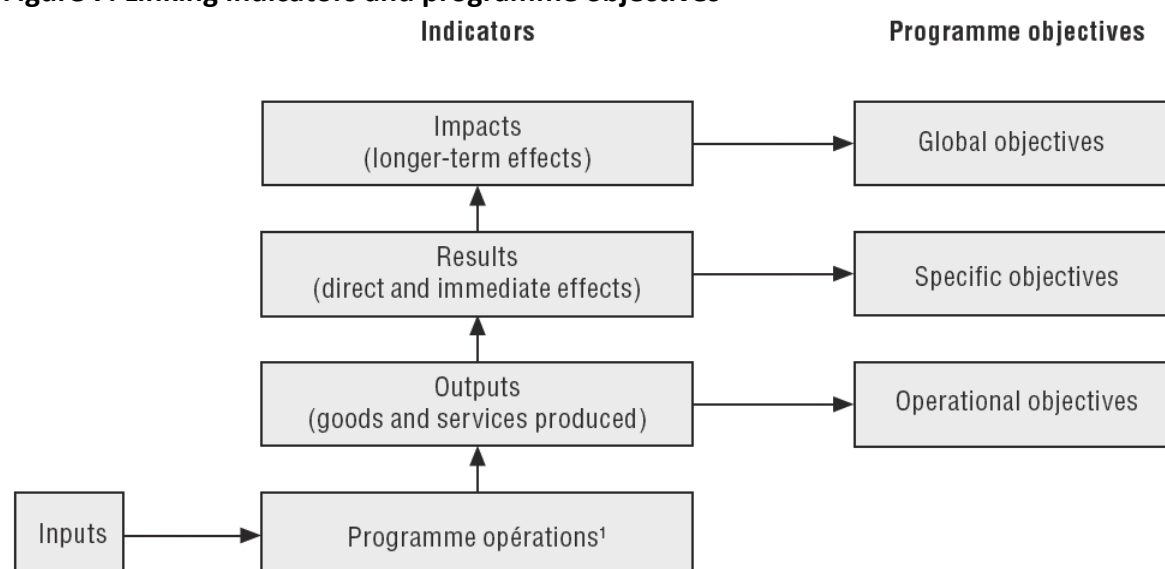 Indicators
Programme objectives
Impacts
(longer-term effects)
Global objectives
Results
(direct and immediate effects)
Specific objectives
Outputs
(goods and services produced)
Operational objectives
Inputs
Programme opérations¹